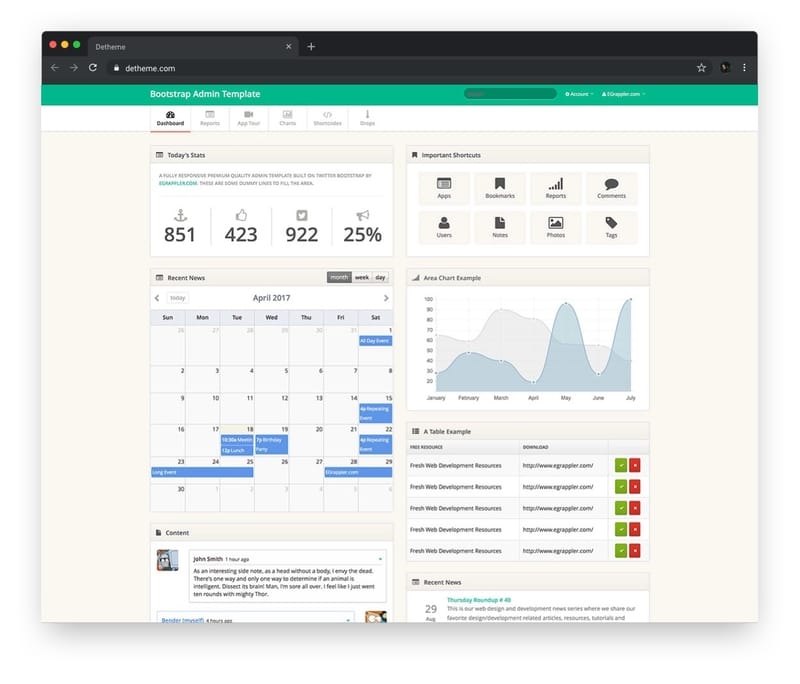 Detheme
detheme.com
Bootstrap Admin Template
Account
EGrappler.com
Dashboard
Reports
App Tour
Charts
Shortcodes
Drops
Today's Stats
A FULLY RESPONSIVE PREMIUM QUALITY ADMIN TEMPLATE BUILT ON TWITTER BOOTSTRAP BY
EGRAPPLER.COM. THESE ARE SOME DUMMY LINES TO FILL THE AREA.
851
423
922
25%
Important Shortcuts
Apps
Bookmarks
Reports
Comments
Users
Notes
Photos
Tags
Recent News
month week day
today
April 2017
Sun Mon Tue Wed Thu Fri Sat
26 27 28 29 30 31 1
All Day Event
2 3 4 5 6 7 8
9 10 11 12 13 14 15
4p Repeating
Event
16 17 18 19 20 21 22
10:30a Meetin 7p Birthday 4p Repeating
12p Lunch Party Event
23 24 25 26 27 28 29
Long Event EGrappler.com
30 1 2 3 4 5 6
Area Chart Example
100
90
80
70
60
50
40
30
20
January February March April May June July
A Table Example
FREE RESOURCE DOWNLOAD
Fresh Web Development Resources http://www.egrappler.com/
Fresh Web Development Resources http://www.egrappler.com/
Fresh Web Development Resources http://www.egrappler.com/
Fresh Web Development Resources http://www.egrappler.com/
Fresh Web Development Resources http://www.egrappler.com/
Content
John Smith 1 hour ago
As an interesting side note, as a head without a body, I envy the dead.
There's one way and only one way to determine if an animal is
intelligent. Dissect its brain! Man, I'm sore all over. I feel like I just went
ten rounds with mighty Thor.
Bender (myself) 4 hours ago
Recent News
29
Aug
Thursday Roundup # 40
This is our web design and development news series where we share our
favorite design/development related articles, resources, tutorials and